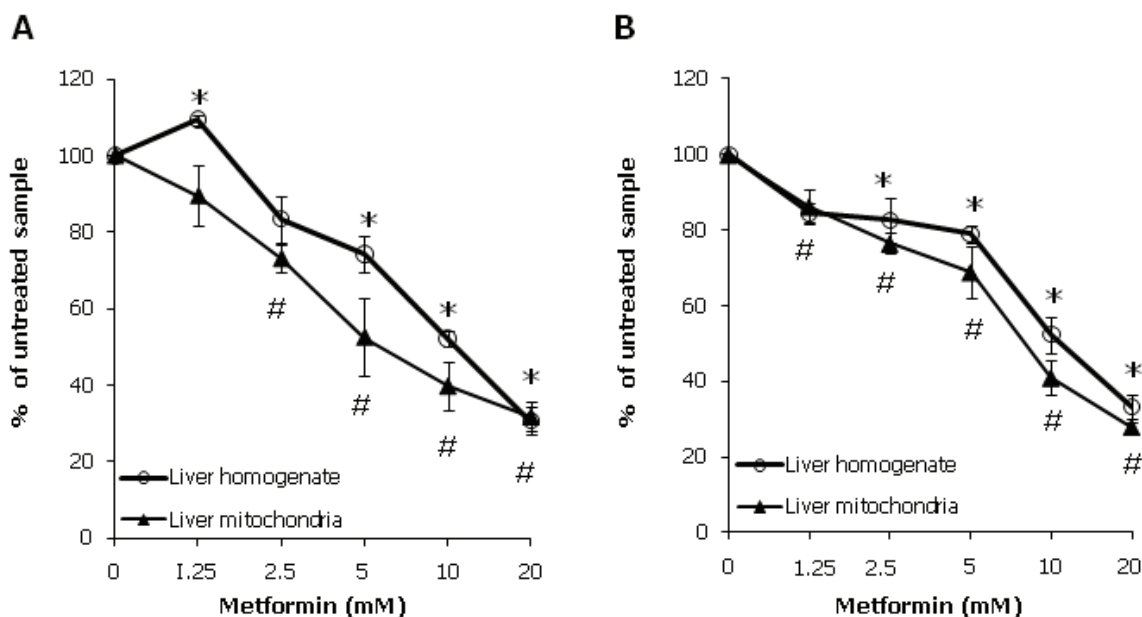 A
120
100
80
60
40
20
0
% of untreated sample
*
*
*
*
#
#
#
#
Liver homogenate
Liver mitochondria
0 1.25 2.5 5 10 20
Metformin (mM)
B
120
100
80
60
40
20
0
% of untreated sample
*
*
*
*
#
#
#
#
#
Liver homogenate
Liver mitochondria
0 1.25 2.5 5 10 20
Metformin (mM)